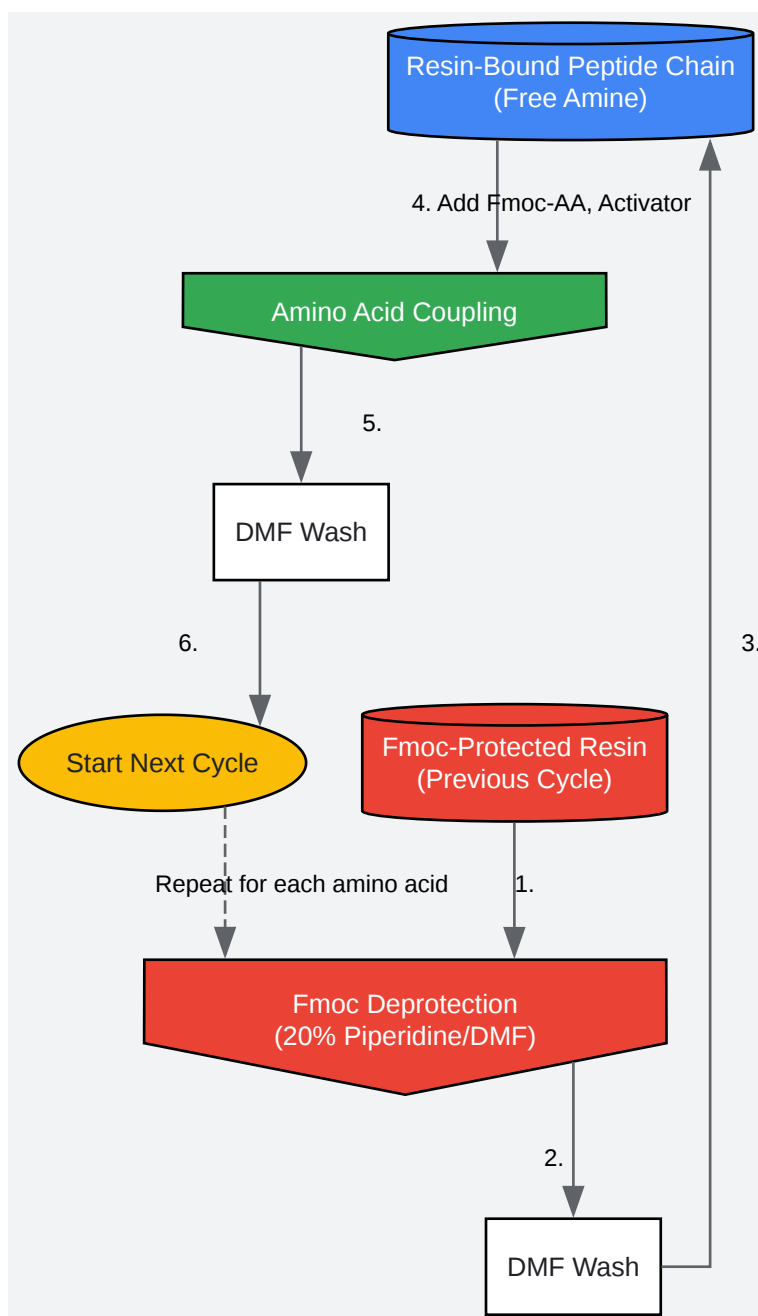 Resin-Bound Peptide Chain
(Free Amine)
4. Add Fmoc-AA, Activator
Amino Acid Coupling
5.
DMF Wash
6.
3.
Start Next Cycle
Fmoc-Protected Resin
(Previous Cycle)
Repeat for each amino acid
1.
Fmoc Deprotection
(20% Piperidine/DMF)
2.
DMF Wash